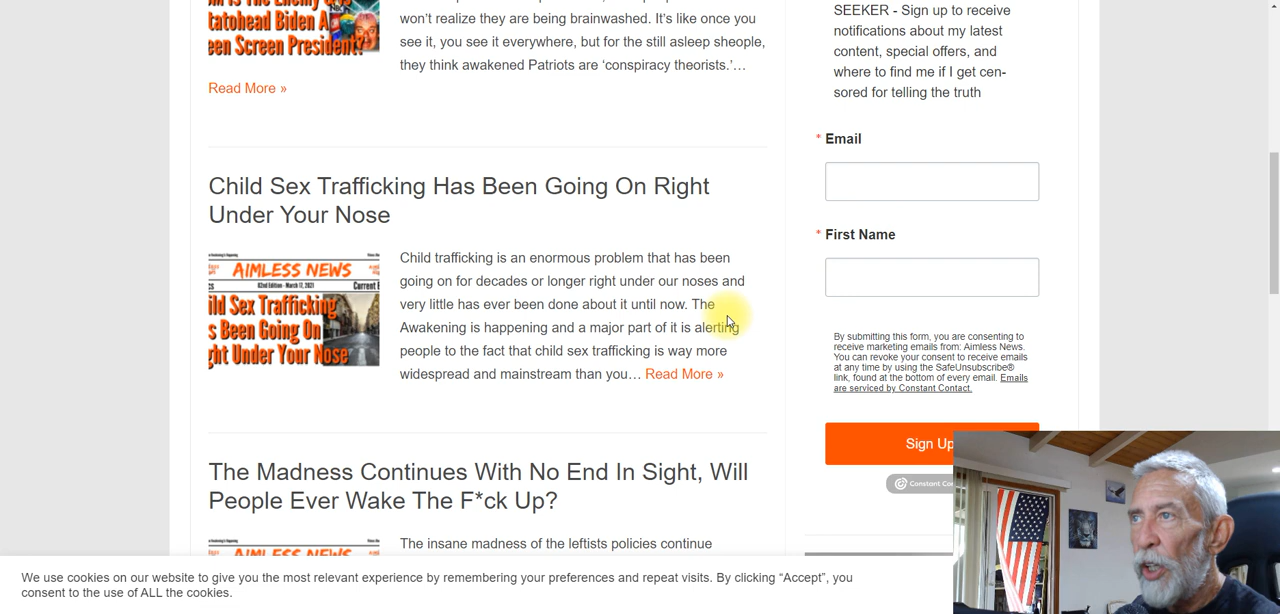 om Is The Enemy &
tatohead Biden A
een Screen President?
won't realize they are being brainwashed. It's like once you
see it, you see it everywhere, but for the still asleep sheople,
they think awakened Patriots are 'conspiracy theorists.'…
Read More »
Child Sex Trafficking Has Been Going On Right
Under Your Nose
AIMLESS NEWS
82nd Edition - March 17, 2021
Current E
ild Sex Trafficking
s Been Going On
ght Under Your Nose
Child trafficking is an enormous problem that has been
going on for decades or longer right under our noses and
very little has ever been done about it until now. The
Awakening is happening and a major part of it is alerting
people to the fact that child sex trafficking is way more
widespread and mainstream than you… Read More »
The Madness Continues With No End In Sight, Will
People Ever Wake The F*ck Up?
AIMLESS NEWS
The insane madness of the leftists policies continue
SEEKER - Sign up to receive
notifications about my latest
content, special offers, and
where to find me if I get cen-
sored for telling the truth
* Email
* First Name
By submitting this form, you are consenting to
receive marketing emails from: Aimless News.
You can revoke your consent to receive emails
at any time by using the SafeUnsubscribe®
link, found at the bottom of every email. Emails
are serviced by Constant Contact.
Sign Up
Constant Con
We use cookies on our website to give you the most relevant experience by remembering your preferences and repeat visits. By clicking “Accept”, you
consent to the use of ALL the cookies.